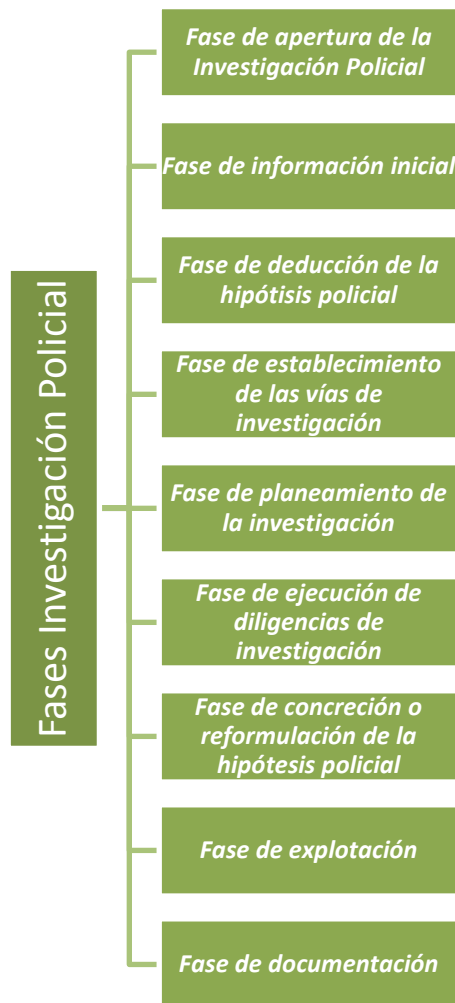 Fases Investigación Policial
Fase de apertura de la
Investigación Policial
Fase de información inicial
Fase de deducción de la
hipótisis policial
Fase de establecimiento
de las vías de
investigación
Fase de planeamiento de
la investigación
Fase de ejecución de
diligencias de
investigación
Fase de concreción o
reformulación de la
hipótesis policial
Fase de explotación
Fase de documentación